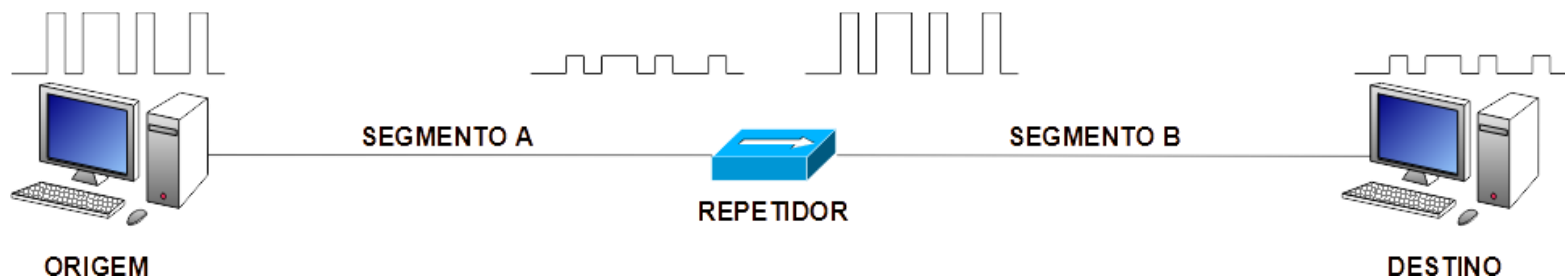 SEGMENTO A
SEGMENTO B
REPETIDOR
ORIGEM
DESTINO